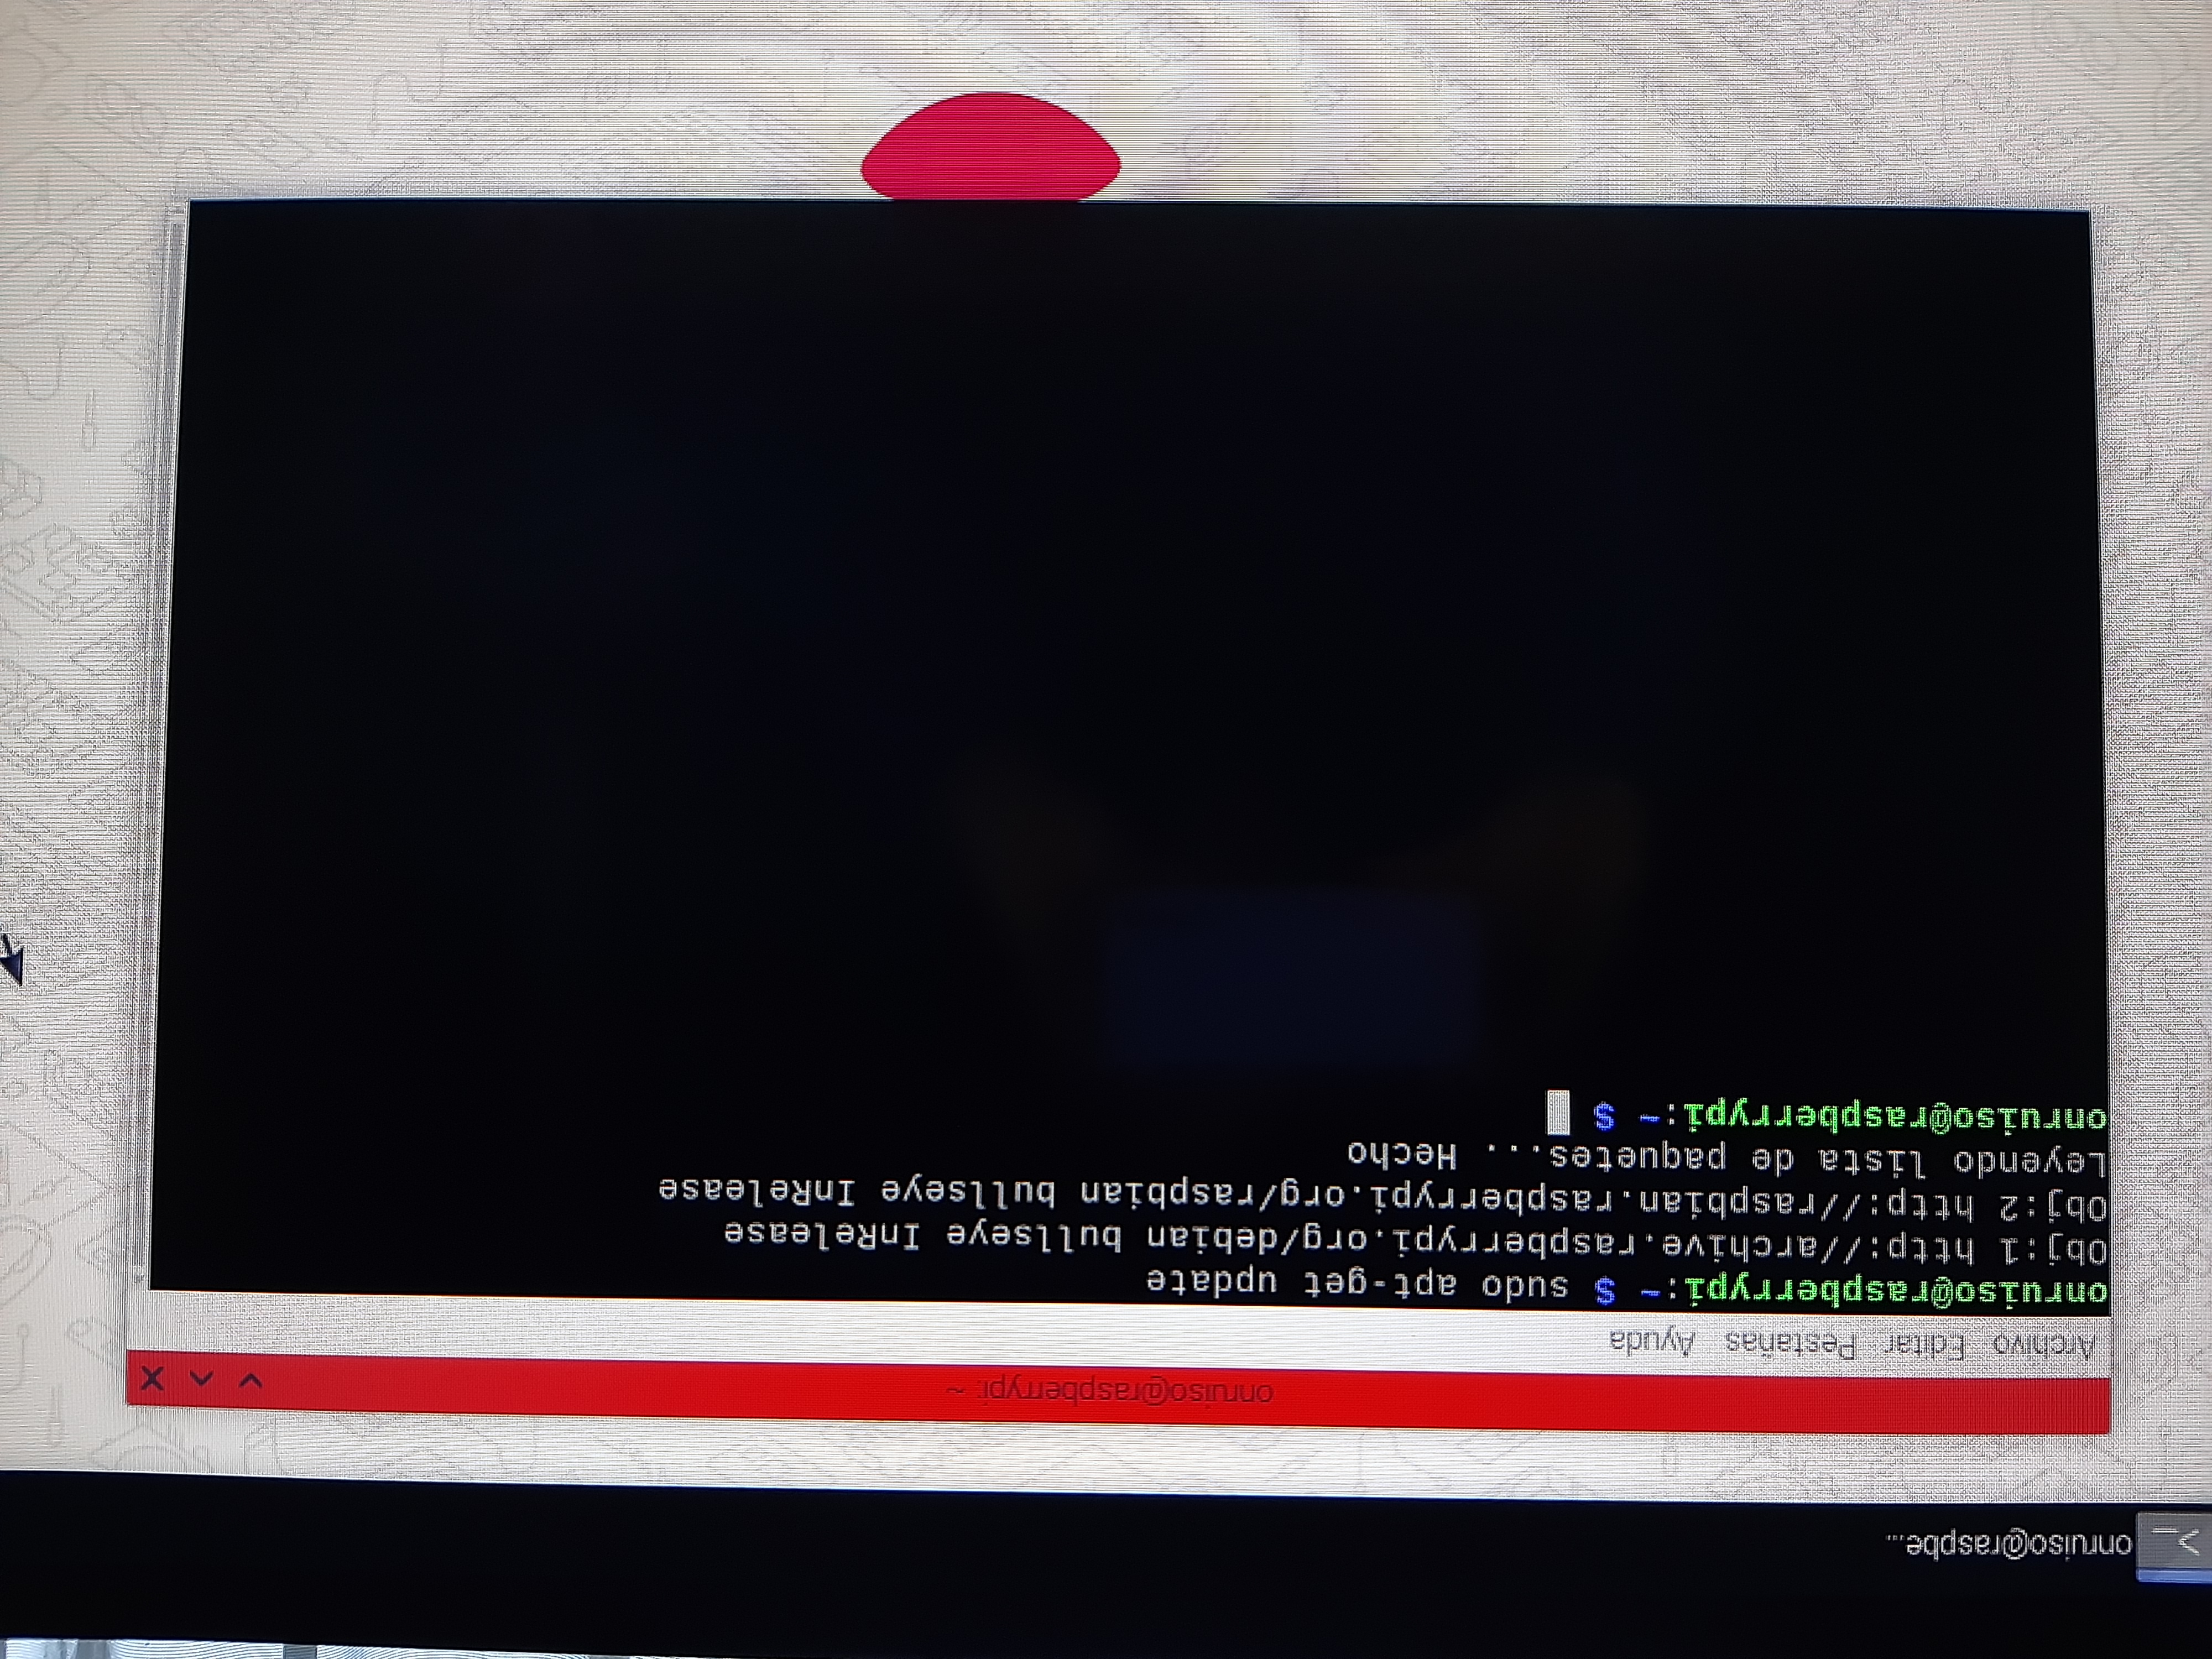 onruiso@raspbe...
onruiso@raspberrypi: ~
Archivo Editar Pestañas Ayuda
onruiso@raspberrypi:~ $ sudo apt-get update
Obj:1 http://archive.raspberrypi.org/debian bullseye InRelease
Obj:2 http://raspbian.raspberrypi.org/raspbian bullseye InRelease
Leyendo lista de paquetes... Hecho
onruiso@raspberrypi:~ $